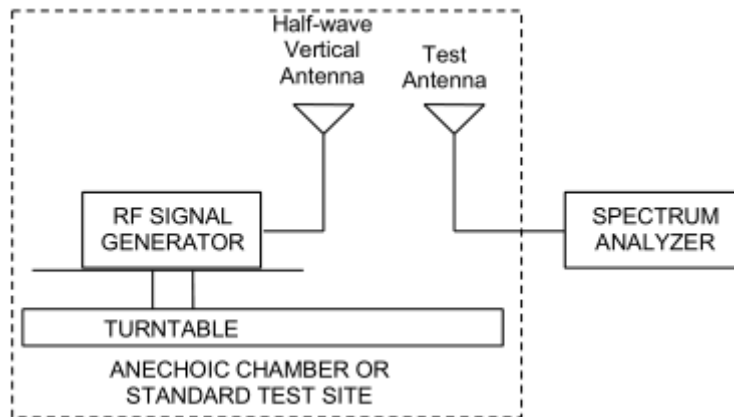 Half-wave
Vertical
Antenna
Test
Antenna
RF SIGNAL
GENERATOR
SPECTRUM
ANALYZER
TURNTABLE
ANECHOIC CHAMBER OR
STANDARD TEST SITE